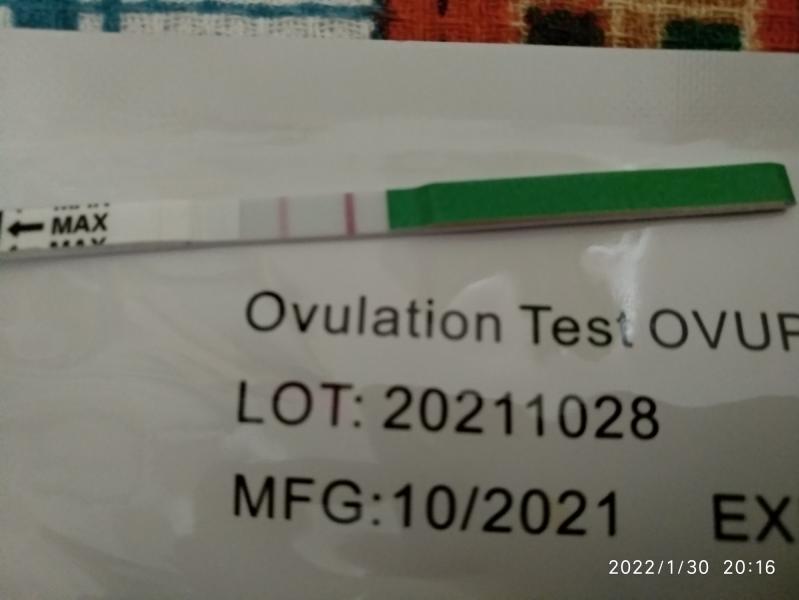 MAX
Ovulation Test OVUP
LOT: 20211028
MFG:10/2021 EX
2022/1/30 20:16